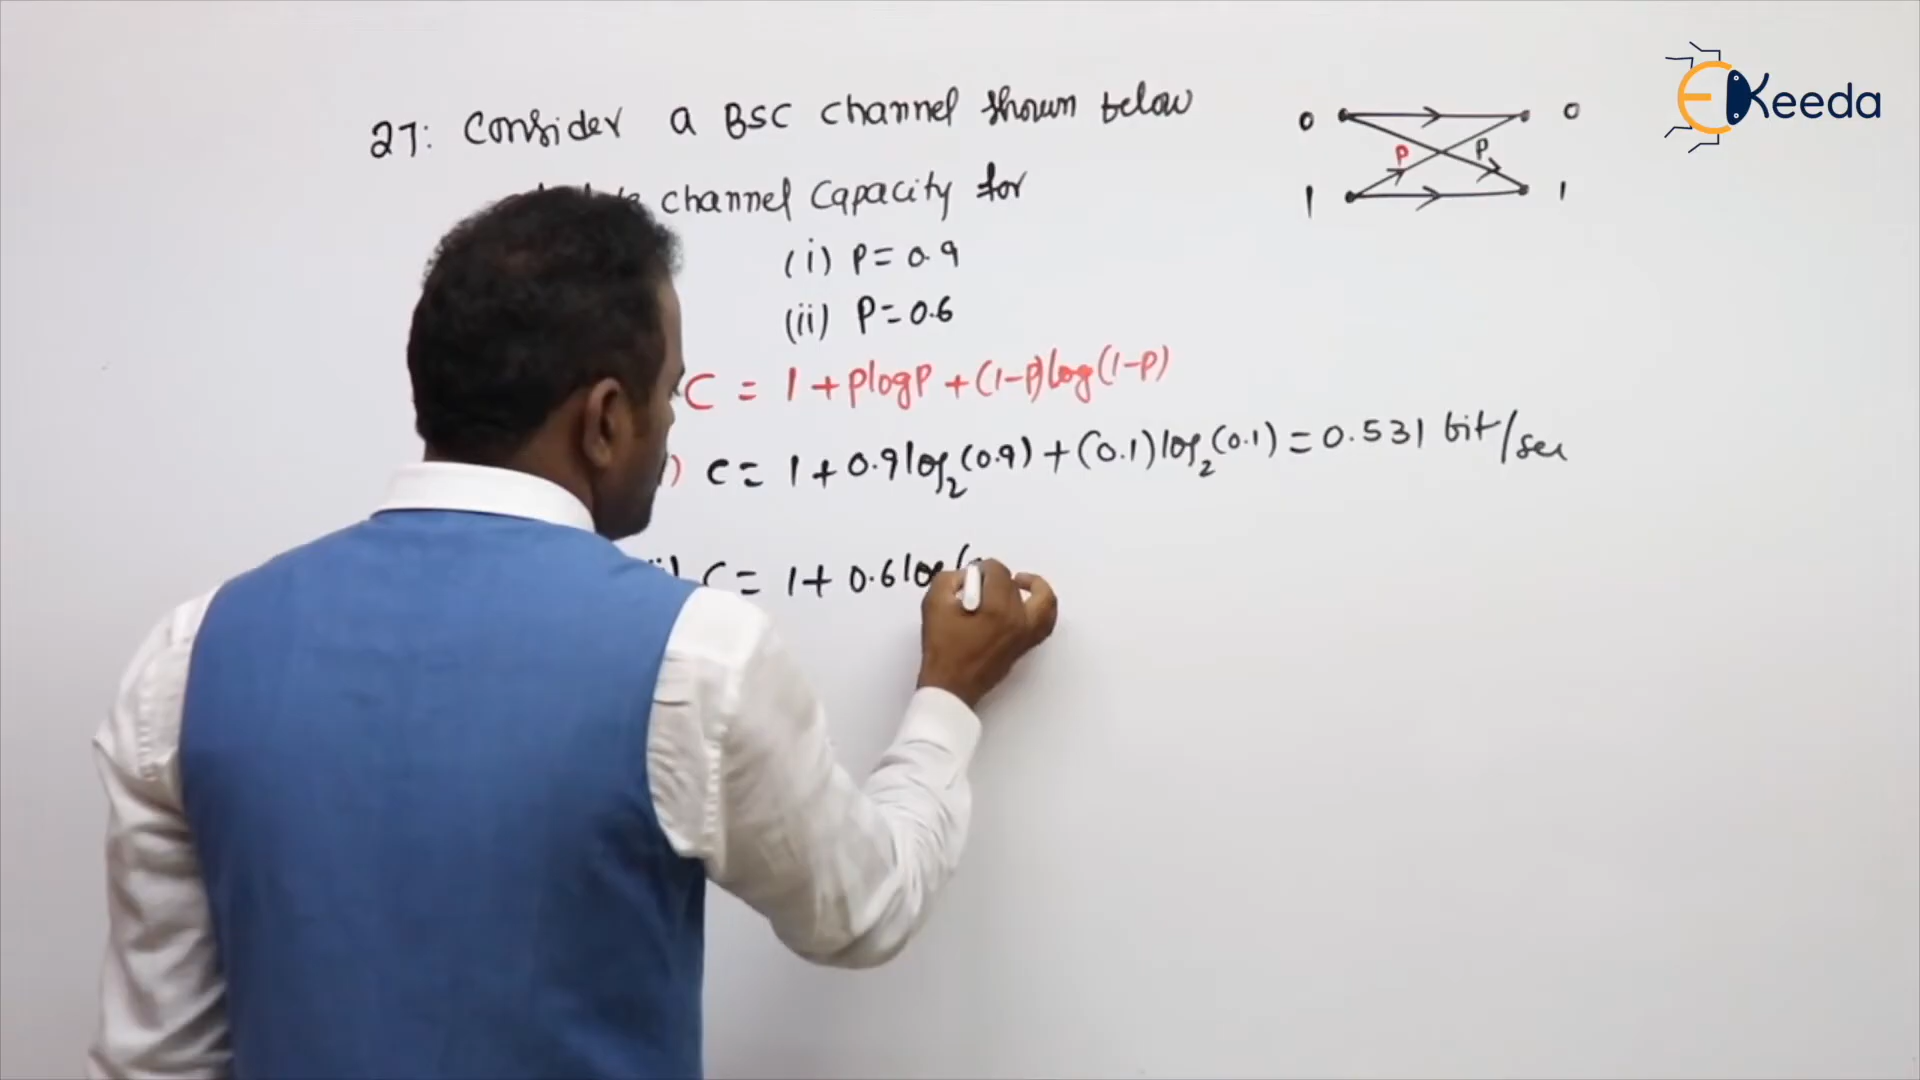 27: Consider a BSC channel shown below
channel Capacity for
(i) P = 0.9
(ii) P = 0.6
C = 1 + plogp + (1-p)log(1-p)
) C = 1 + 0.9log₂(0.9) + (0.1)log₂(0.1) = 0.531 bit/sec
) C = 1 + 0.6log(
0 0
P P
1 1
EKeeda